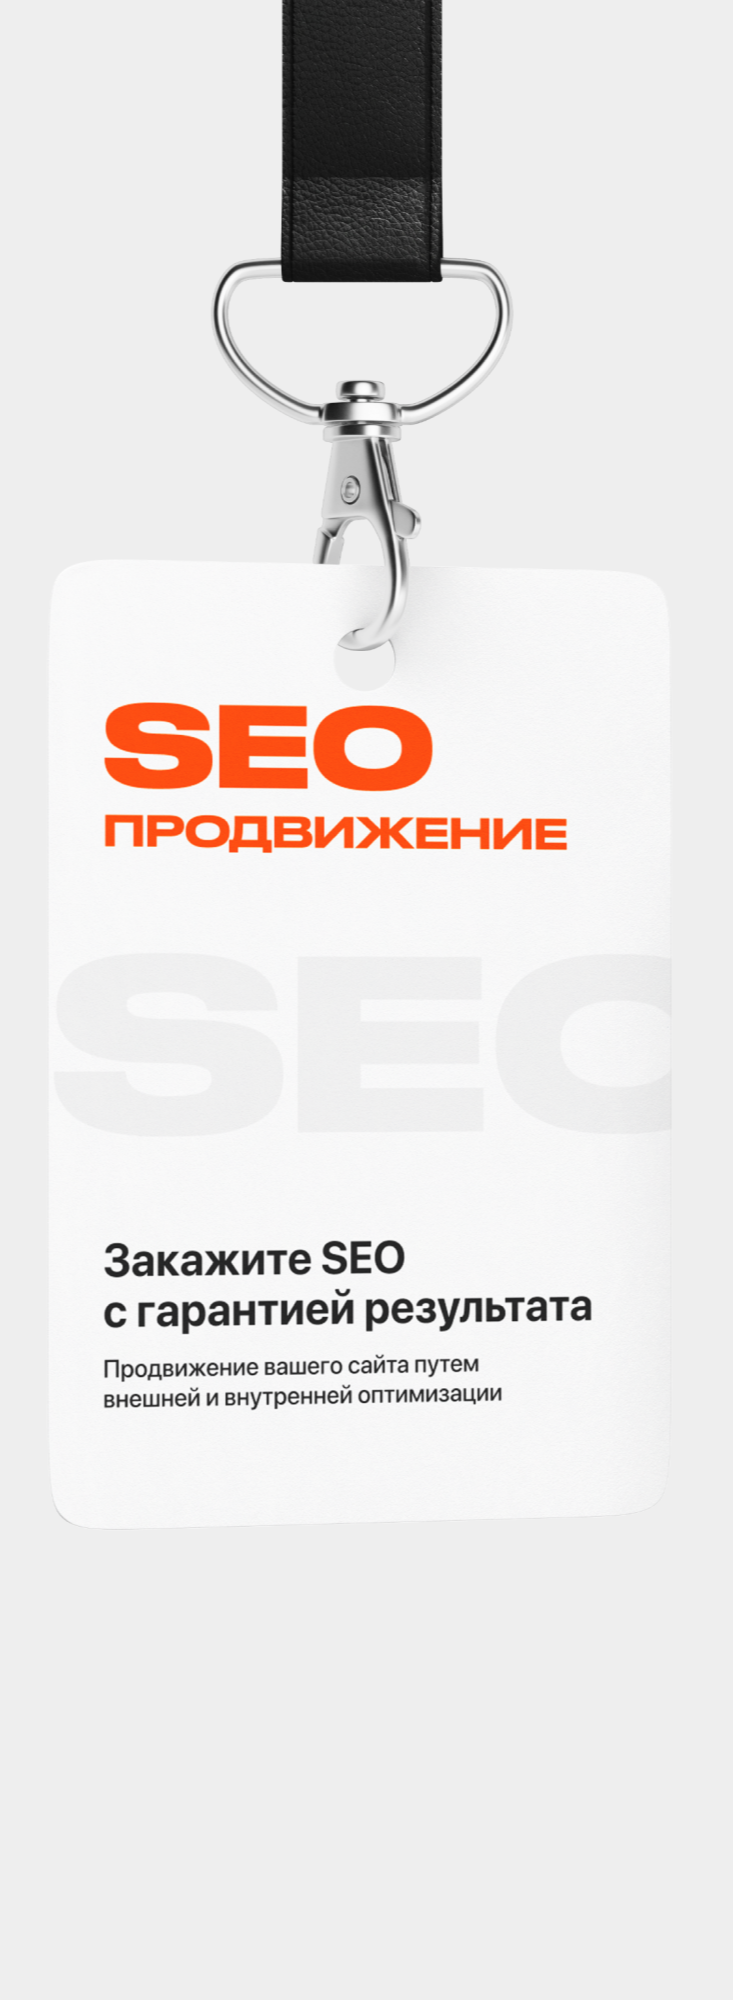 SEO
ПРОДВИЖЕНИЕ
SEO
Закажите SEO
с гарантией результата
Продвижение вашего сайта путем
внешней и внутренней оптимизации